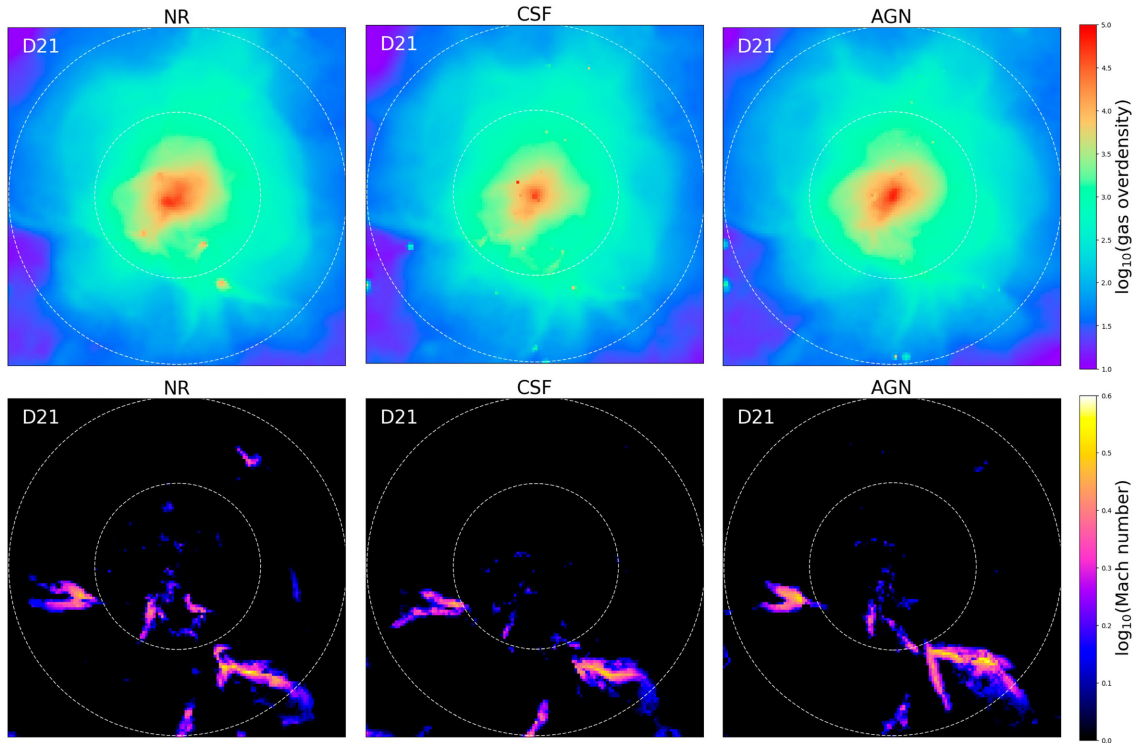 NR
CSF
AGN
D21
D21
D21
5.0
4.5
4.0
3.5
3.0
2.5
2.0
1.5
1.0
log₁₀(gas overdensity)
NR
CSF
AGN
D21
D21
D21
0.6
0.5
0.4
0.3
0.2
0.1
0.0
log₁₀(Mach number)